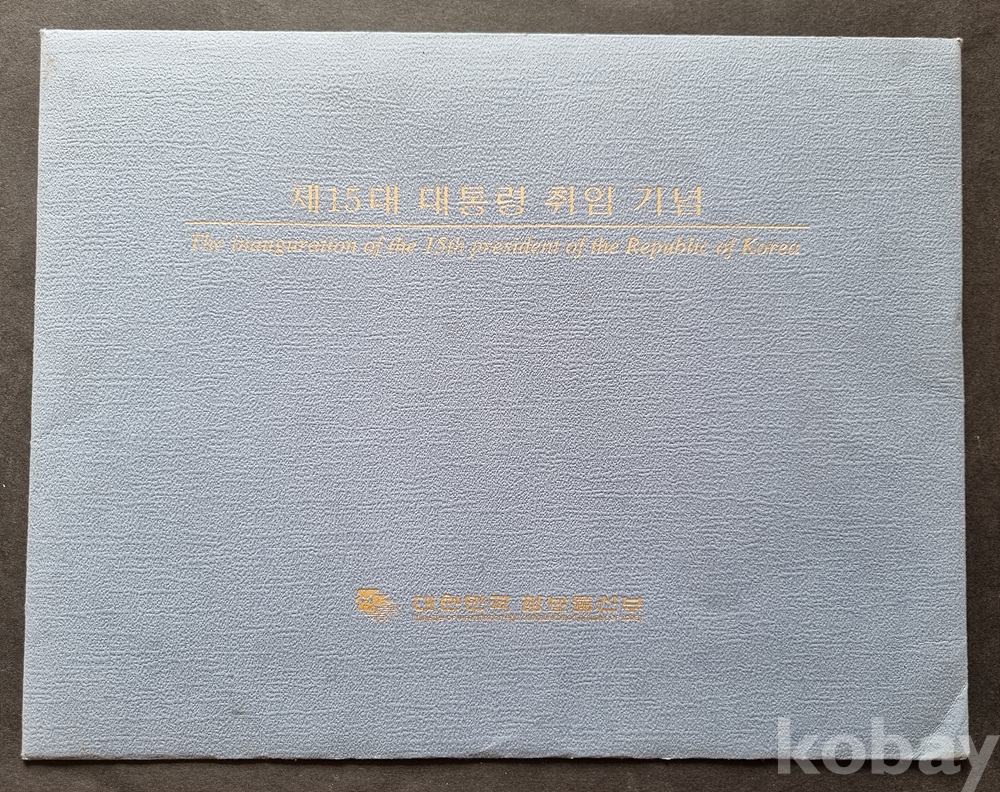 제15대 대통령 취임 기념
The inauguration of the 15th president of the Republic of Korea
대한민국 정보통신부
kobay